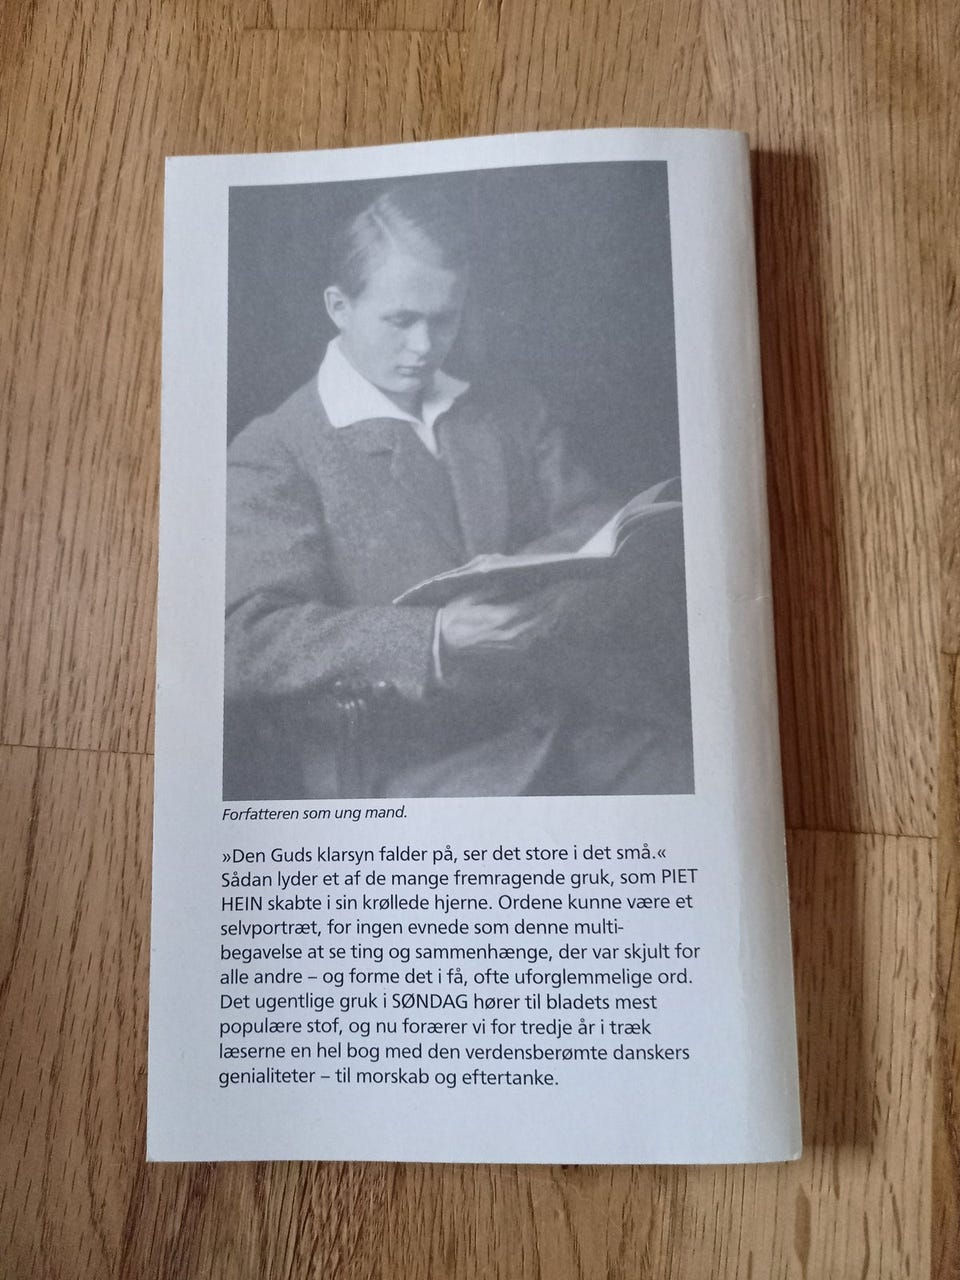 Forfatteren som ung mand.
»Den Guds klarsyn falder på, ser det store i det små.«
Sådan lyder et af de mange fremragende gruk, som PIET
HEIN skabte i sin krøllede hjerne. Ordene kunne være et
selvportræt, for ingen evnede som denne multi-
begavelse at se ting og sammenhænge, der var skjult for
alle andre – og forme det i få, ofte uforglemmelige ord.
Det ugentlige gruk i SØNDAG hører til bladets mest
populære stof, og nu forærer vi for tredje år i træk
læserne en hel bog med den verdensberømte danskers
genialiteter – til morskab og eftertanke.